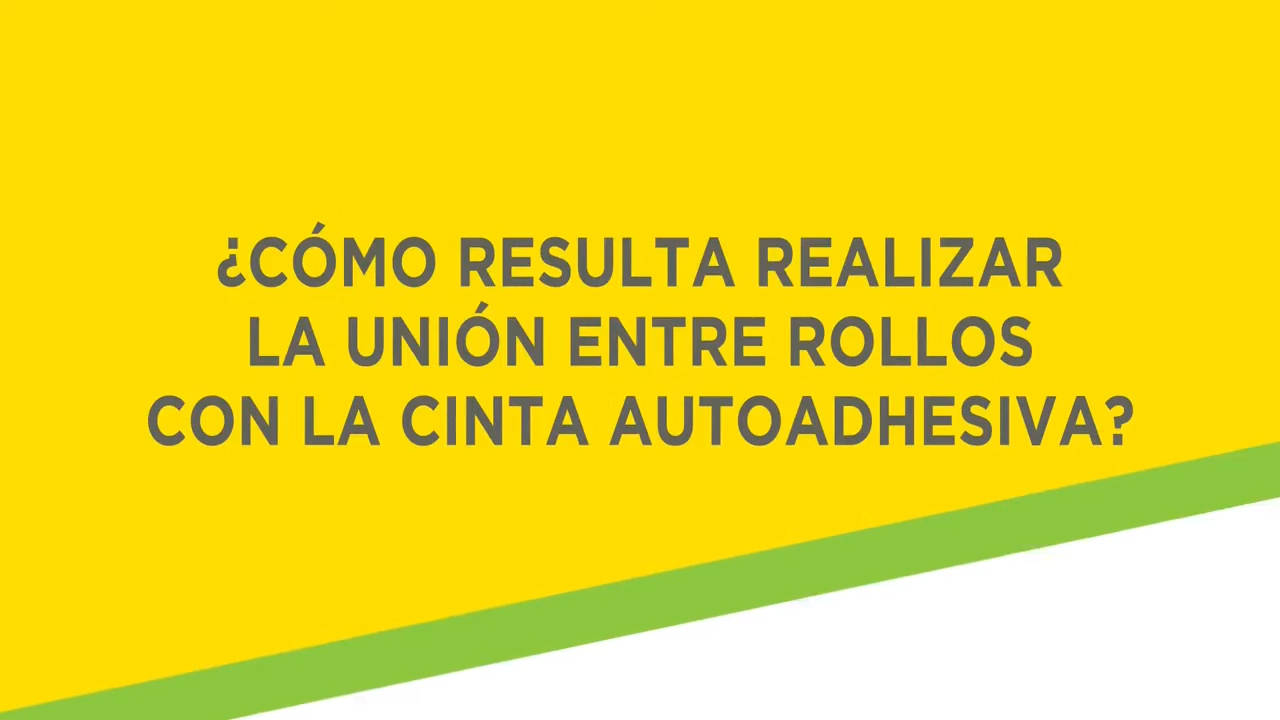 ¿CÓMO RESULTA REALIZAR
LA UNIÓN ENTRE ROLLOS
CON LA CINTA AUTOADHESIVA?